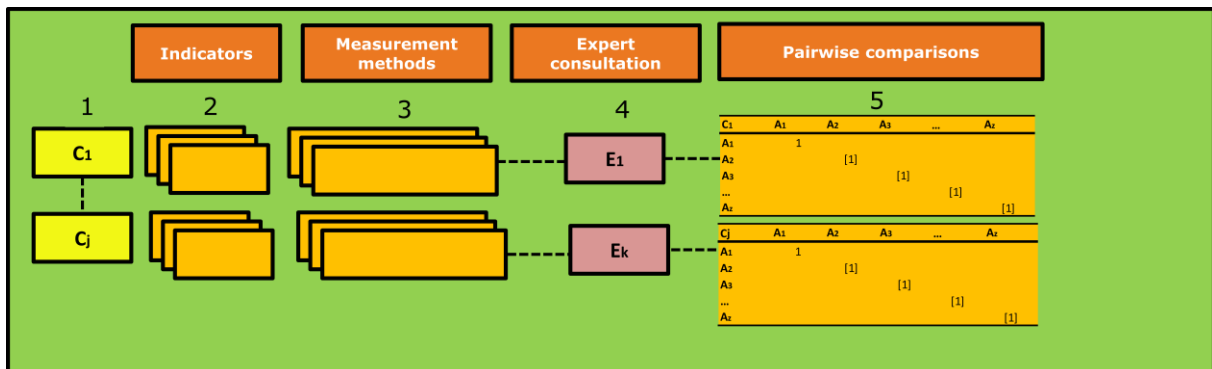 Indicators
Measurement
methods
Expert
consultation
Pairwise comparisons
1
2
3
4
5
C1
E1
C1 A1 A2 A3 ... Az
A1 1
A2 [1]
A3 [1]
... [1]
Az [1]
Cj
Ek
Cj A1 A2 A3 ... Az
A1 1
A2 [1]
A3 [1]
... [1]
Az [1]